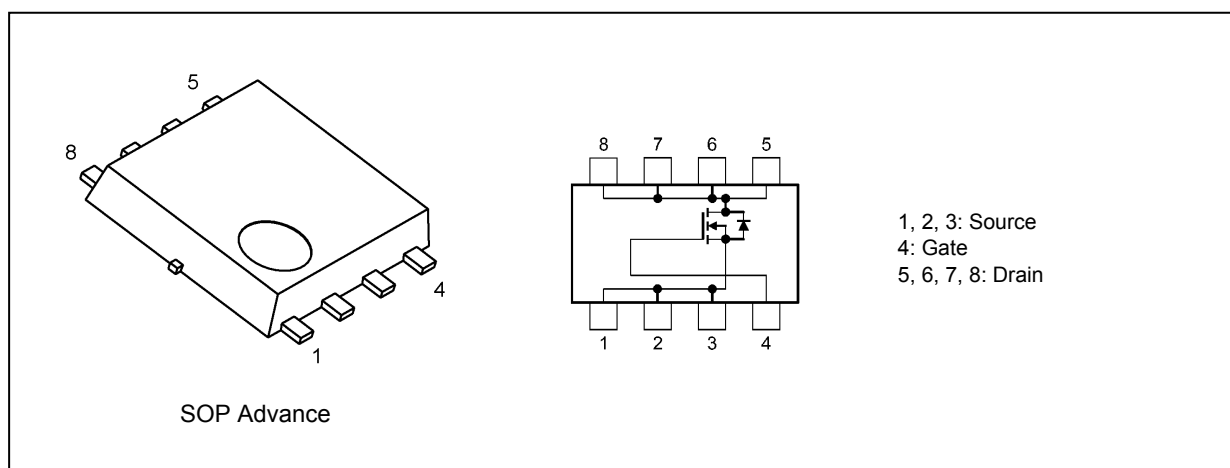 5
8
4
1
SOP Advance
8 7 6 5
1 2 3 4
1, 2, 3: Source
4: Gate
5, 6, 7, 8: Drain